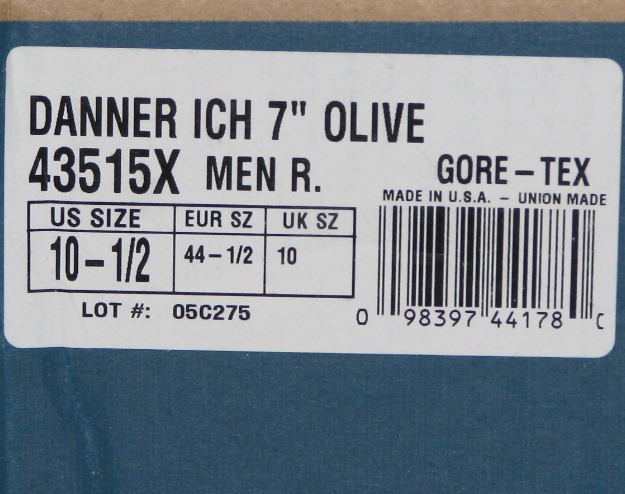 DANNER ICH 7" OLIVE
43515X MEN R.
GORE-TEX
MADE IN U.S.A. - UNION MADE
US SIZE EUR SZ UK SZ
10-1/2 44-1/2 10
LOT #: 05C275
0 98397 44178